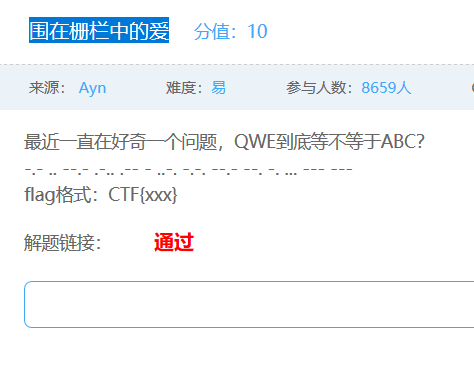 围在栅栏中的爱 分值：10
来源： Ayn 难度：易 参与人数：8659人
最近一直在好奇一个问题，QWE到底等不等于ABC?
-.- .. --.- .-.. .-- - ..-. -.-. --.- --. -. ... --- ---
flag格式：CTF{xxx}
解题链接： 通过